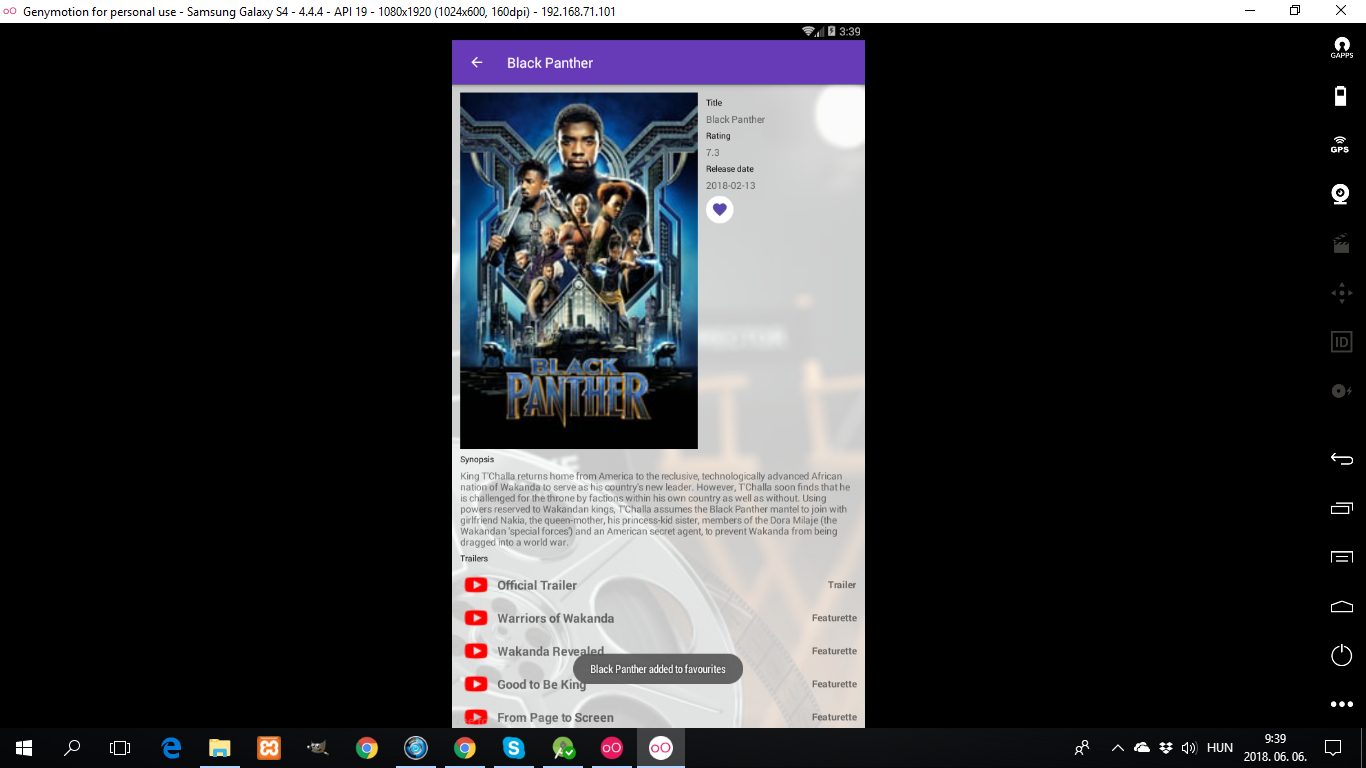 Genymotion for personal use - Samsung Galaxy S4 - 4.4.4 - API 19 - 1080x1920 (1024x600, 160dpi) - 192.168.71.101
3:39
Black Panther
GAPPS
GPS
ID
Title
Black Panther
Rating
7.3
Release date
2018-02-13
BLACK
PANTHER
Synopsis
King T'Challa returns home from America to the reclusive, technologically advanced African
nation of Wakanda to serve as his country's new leader. However, T'Challa soon finds that he
is challenged for the throne by factions within his own country as well as without. Using
powers reserved to Wakandan kings, T'Challa assumes the Black Panther mantel to join with
girlfriend Nakia, the queen-mother, his princess-kid sister, members of the Dora Milaje (the
Wakandan 'special forces') and an American secret agent, to prevent Wakanda from being
dragged into a world war.
Trailers
Official Trailer Trailer
Warriors of Wakanda Featurette
Wakanda Revealed Featurette
Black Panther added to favourites
Good to Be King Featurette
From Page to Screen Featurette
HUN
9:39
2018. 06. 06.